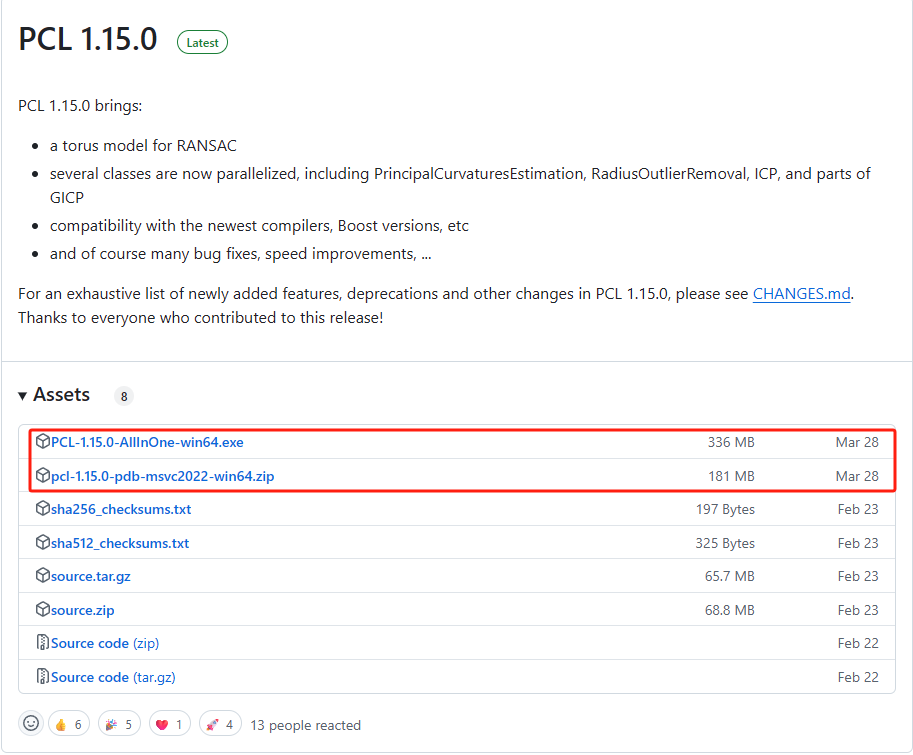 PCL 1.15.0 Latest
PCL 1.15.0 brings:
a torus model for RANSAC
several classes are now parallelized, including PrincipalCurvaturesEstimation, RadiusOutlierRemoval, ICP, and parts of
GICP
compatibility with the newest compilers, Boost versions, etc
and of course many bug fixes, speed improvements, ...
For an exhaustive list of newly added features, deprecations and other changes in PCL 1.15.0, please see CHANGES.md.
Thanks to everyone who contributed to this release!
Assets 8
PCL-1.15.0-AllInOne-win64.exe 336 MB Mar 28
pcl-1.15.0-pdb-msvc2022-win64.zip 181 MB Mar 28
sha256_checksums.txt 197 Bytes Feb 23
sha512_checksums.txt 325 Bytes Feb 23
source.tar.gz 65.7 MB Feb 23
source.zip 68.8 MB Feb 23
Source code (zip) Feb 22
Source code (tar.gz) Feb 22
6 5 1 4 13 people reacted